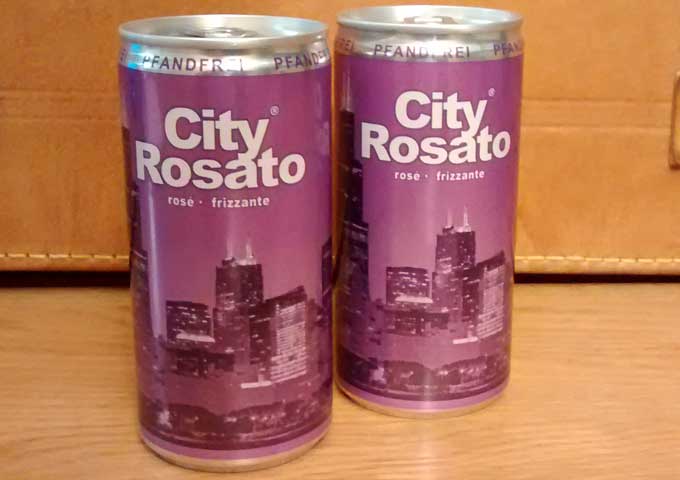 PFANDFREI PFAND
City®
Rosato
rosé · frizzante
PFANDFREI
City®
Rosato
rosé · frizzante